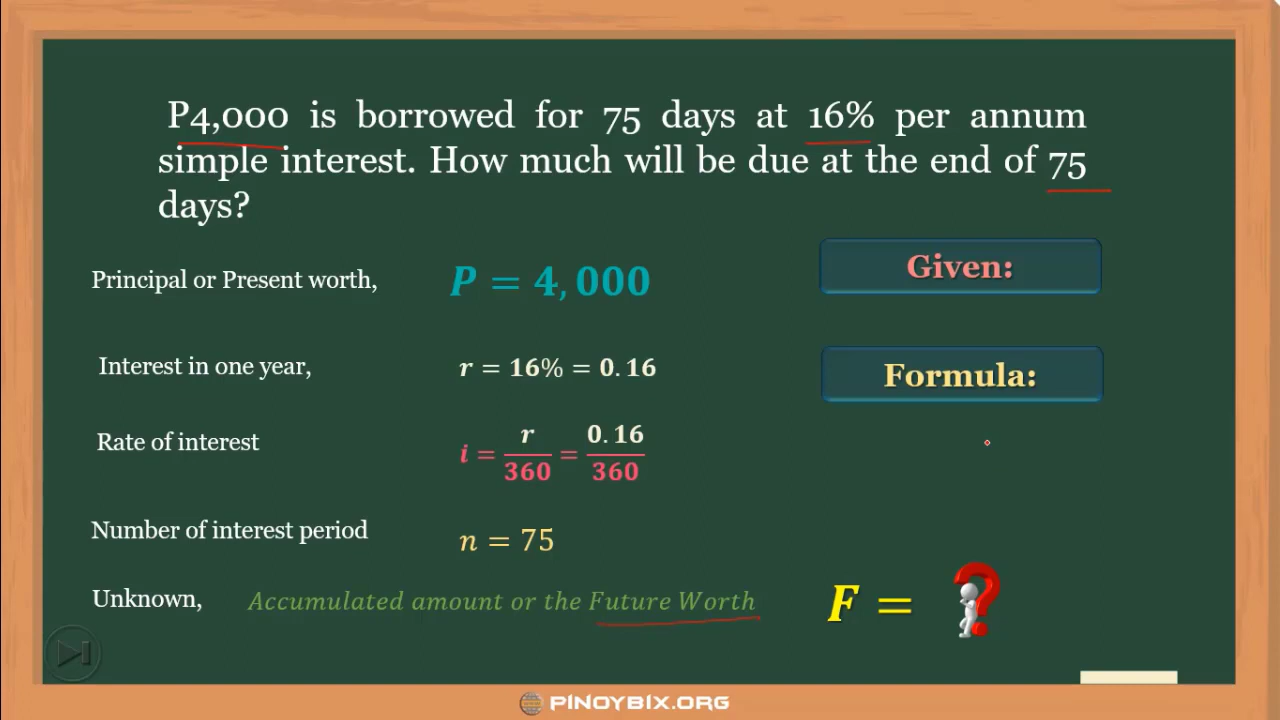 P4,000 is borrowed for 75 days at 16% per annum
simple interest. How much will be due at the end of 75
days?
Given:
Principal or Present worth, P = 4,000
Interest in one year, r = 16% = 0.16
Formula:
Rate of interest i = r/360 = 0.16/360
Number of interest period n = 75
Unknown, Accumulated amount or the Future Worth F = ?
PINOYBIX.ORG